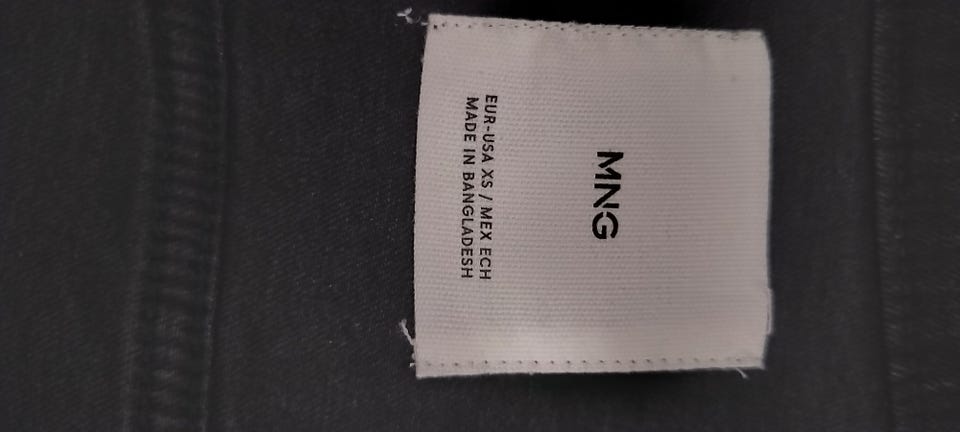 MNG
EUR-USA XS / MEX ECH
MADE IN BANGLADESH